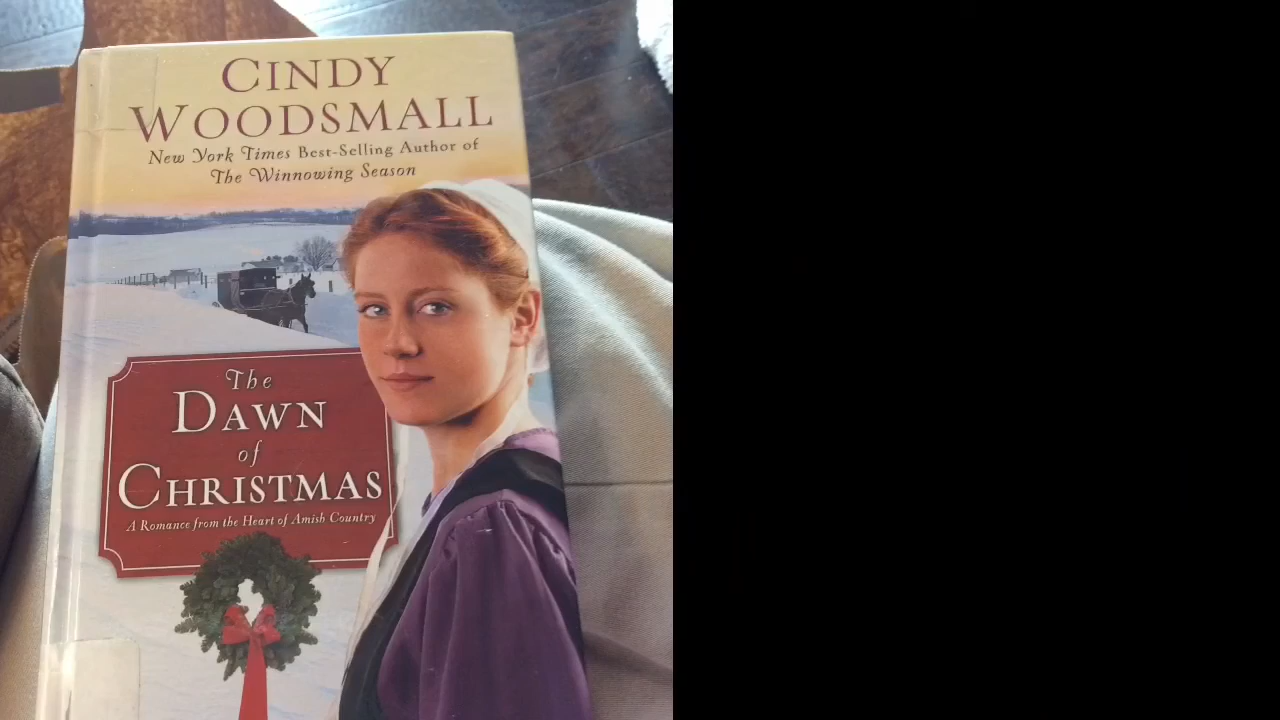 CINDY
WOODSMALL
New York Times Best-Selling Author of
The Winnowing Season
The
DAWN
of
CHRISTMAS
A Romance from the Heart of Amish Country